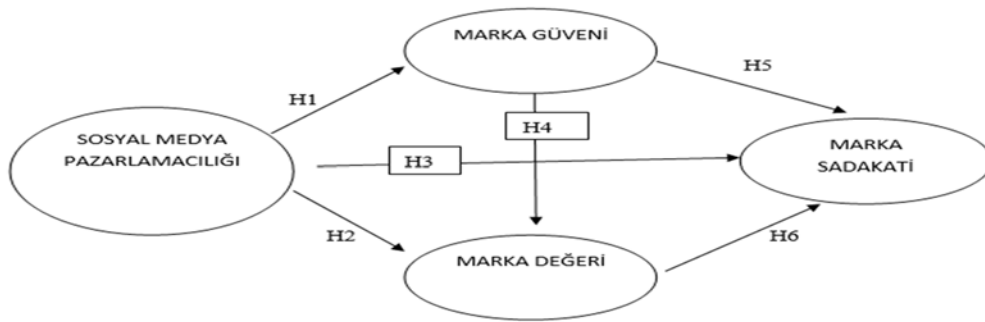 MARKA GÜVENİ
H5
H1
H4
SOSYAL MEDYA
PAZARLAMACILIĞI
H3
MARKA
SADAKATİ
H2
H6
MARKA DEĞERİ